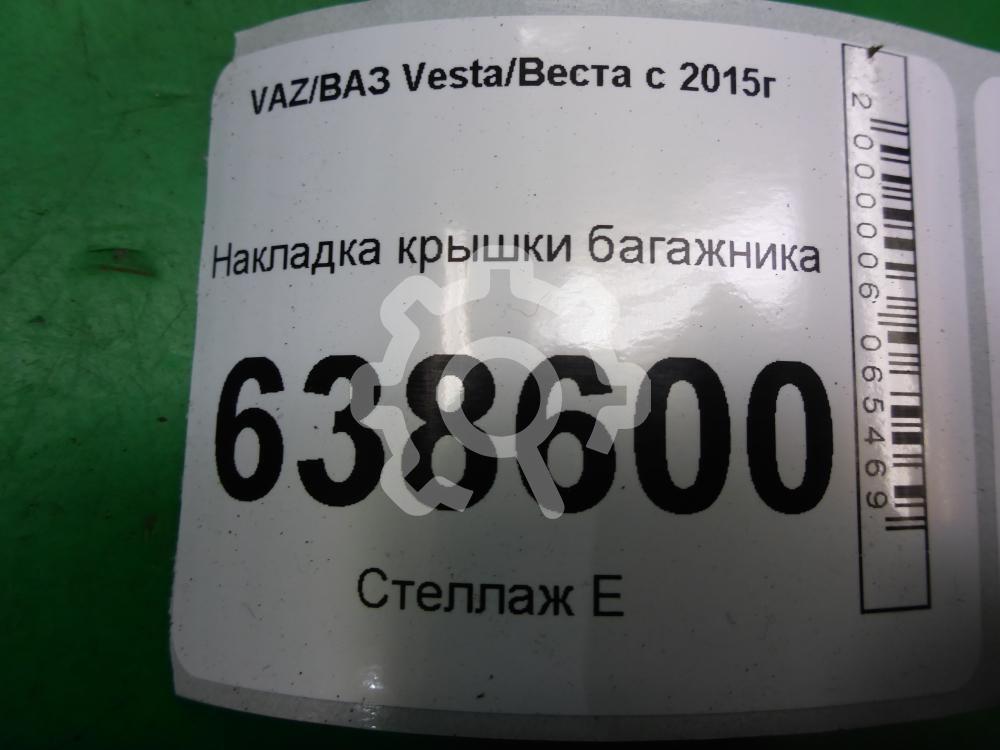 VAZ/ВАЗ Vesta/Веста с 2015г
Накладка крышки багажника
638600
Стеллаж Е
2000006065469